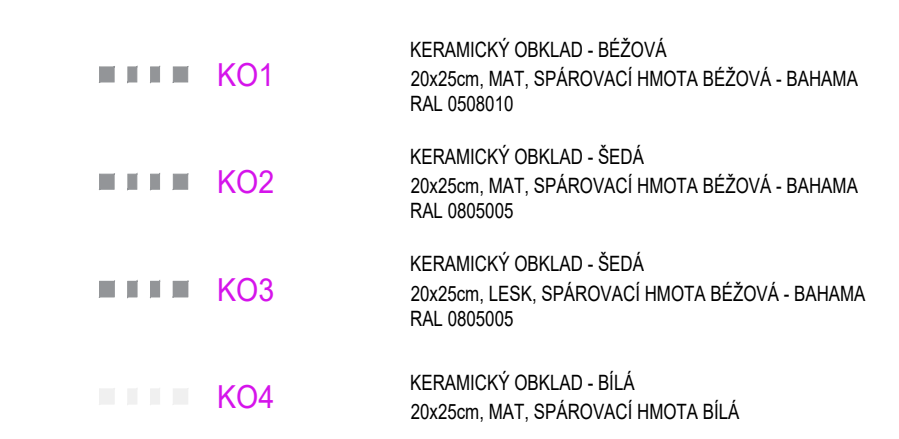 KO1
KERAMICKÝ OBKLAD - BÉŽOVÁ
20x25cm, MAT, SPÁROVACÍ HMOTA BÉŽOVÁ - BAHAMA
RAL 0508010
KO2
KERAMICKÝ OBKLAD - ŠEDÁ
20x25cm, MAT, SPÁROVACÍ HMOTA BÉŽOVÁ - BAHAMA
RAL 0805005
KO3
KERAMICKÝ OBKLAD - ŠEDÁ
20x25cm, LESK, SPÁROVACÍ HMOTA BÉŽOVÁ - BAHAMA
RAL 0805005
KO4
KERAMICKÝ OBKLAD - BÍLÁ
20x25cm, MAT, SPÁROVACÍ HMOTA BÍLÁ